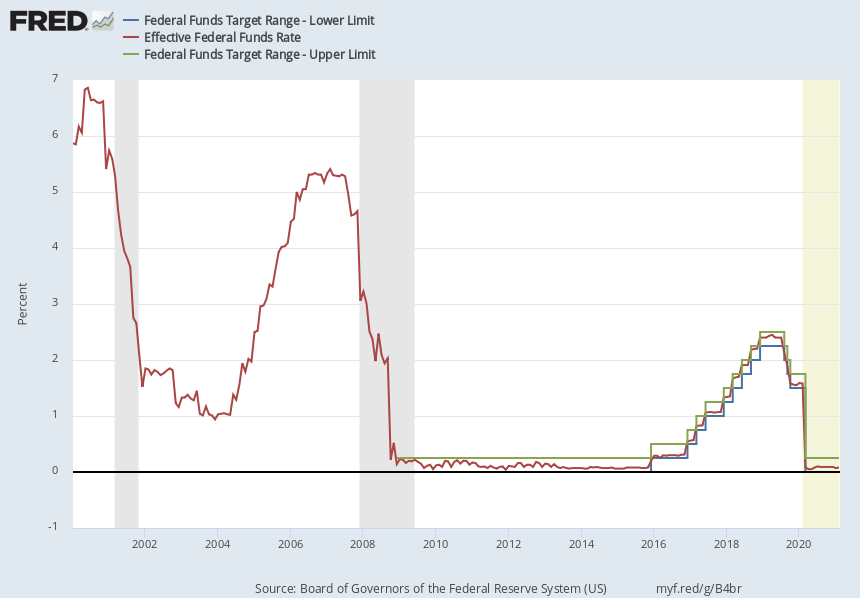 FRED
Federal Funds Target Range - Lower Limit
Effective Federal Funds Rate
Federal Funds Target Range - Upper Limit
Percent
7
6
5
4
3
2
1
0
-1
2002 2004 2006 2008 2010 2012 2014 2016 2018 2020
Source: Board of Governors of the Federal Reserve System (US) myf.red/g/B4br